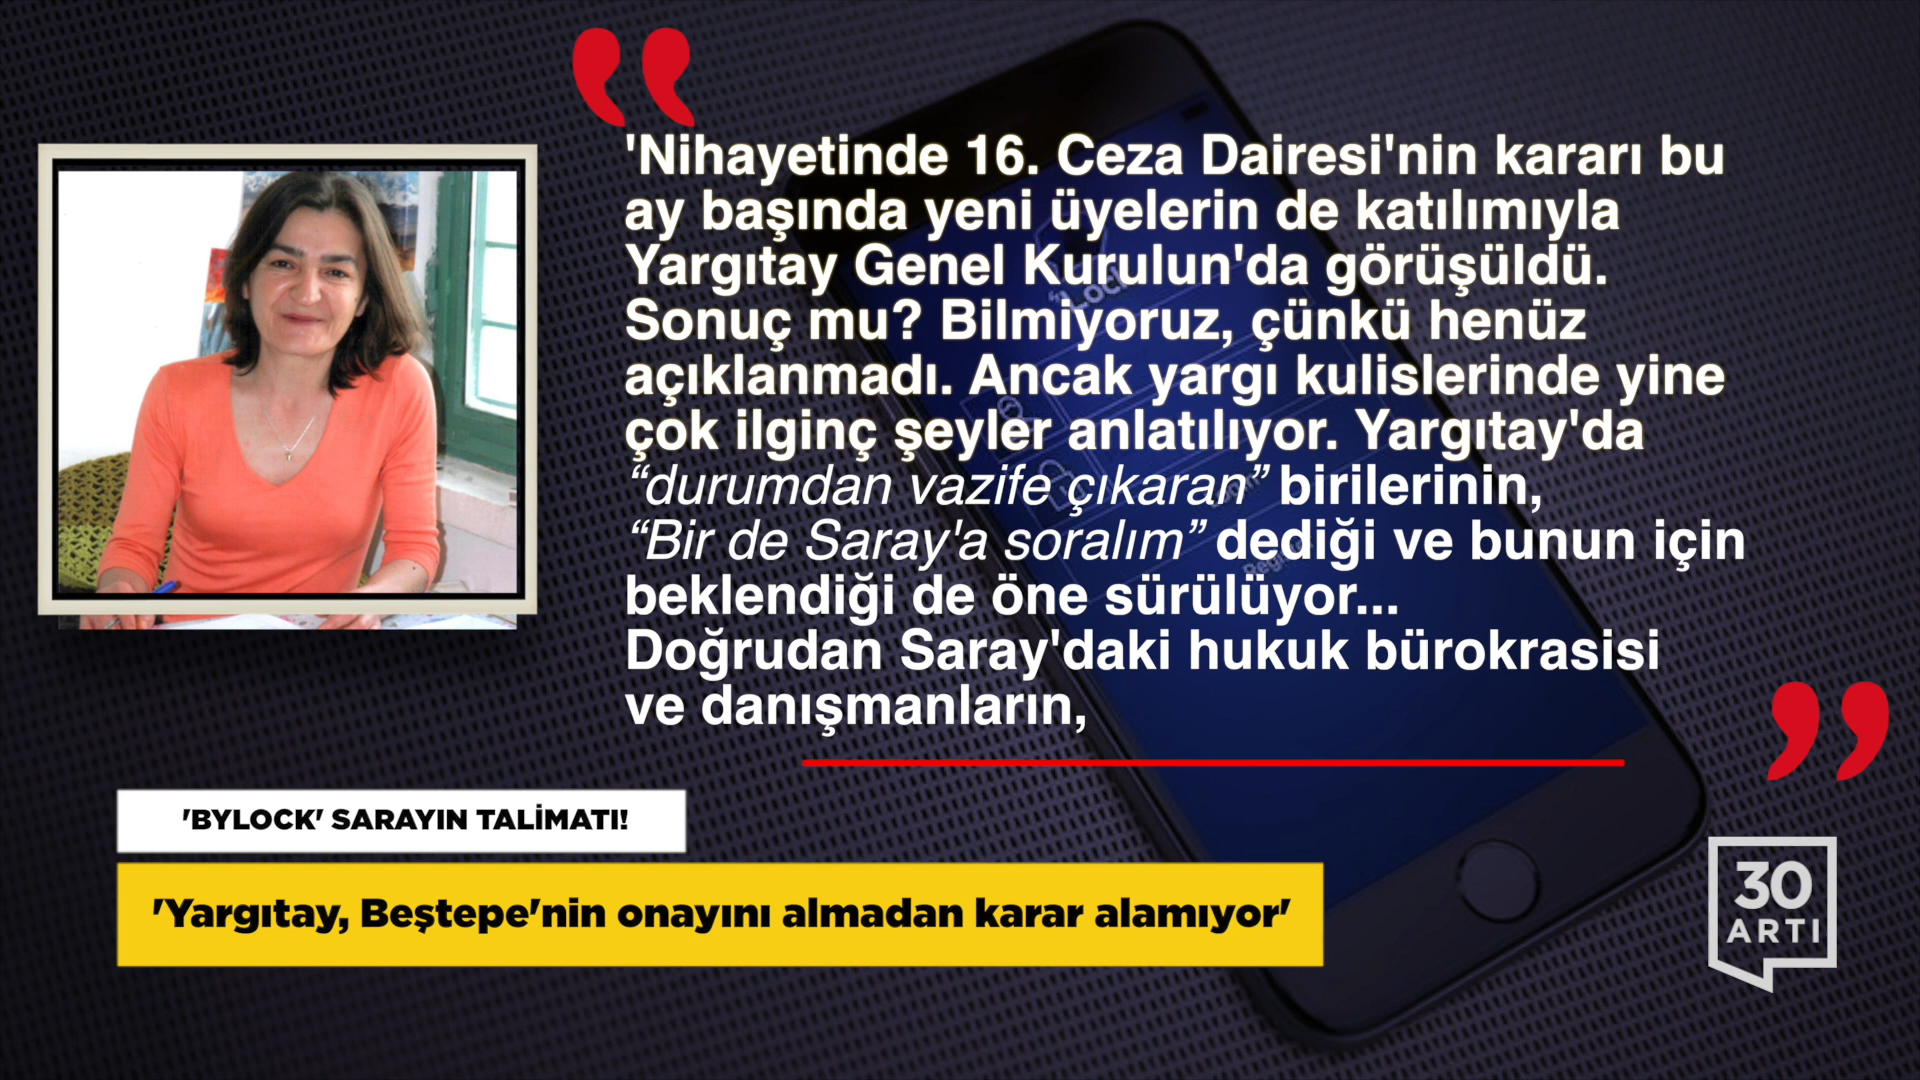 'Nihayetinde 16. Ceza Dairesi'nin kararı bu
ay başında yeni üyelerin de katılımıyla
Yargıtay Genel Kurulun'da görüşüldü.
Sonuç mu? Bilmiyoruz, çünkü henüz
açıklanmadı. Ancak yargı kulislerinde yine
çok ilginç şeyler anlatılıyor. Yargıtay'da
“durumdan vazife çıkaran” birilerinin,
“Bir de Saray'a soralım” dediği ve bunun için
beklendiği de öne sürülüyor...
Doğrudan Saray'daki hukuk bürokrasisi
ve danışmanların,
'BYLOCK' SARAYIN TALİMATI!
'Yargıtay, Beştepe'nin onayını almadan karar alamıyor'
30
ARTI